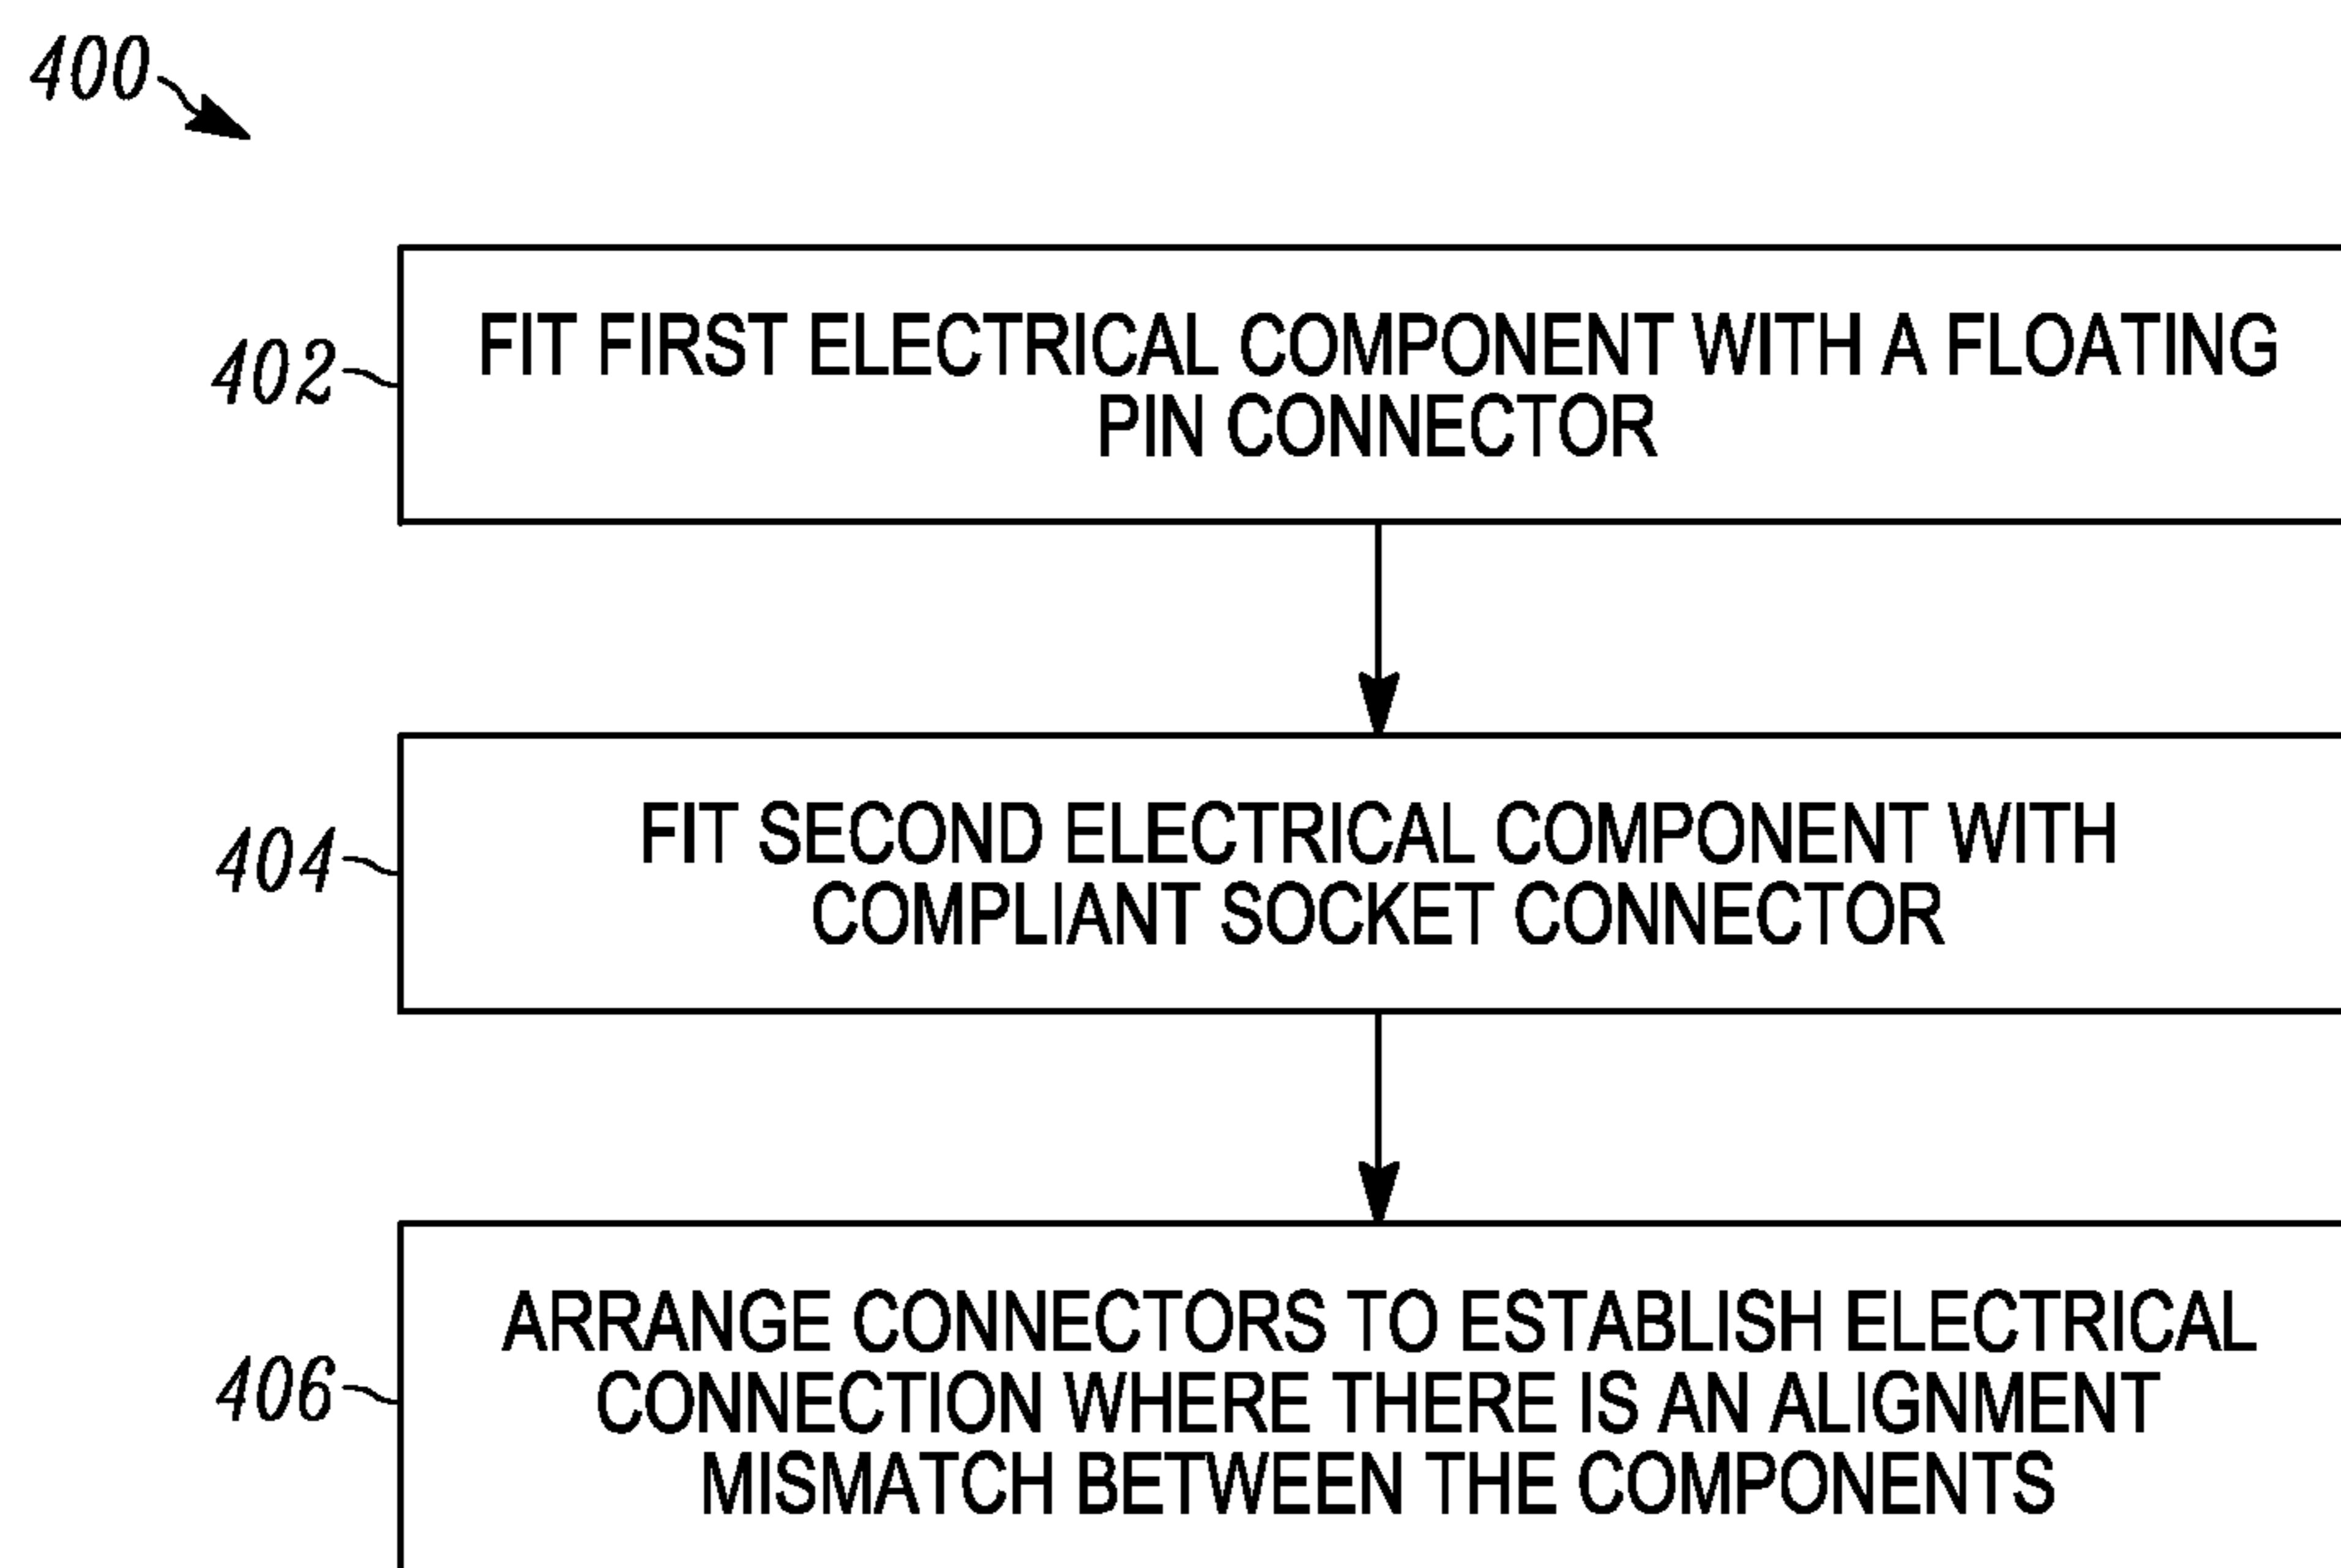 400
402
FIT FIRST ELECTRICAL COMPONENT WITH A FLOATING
PIN CONNECTOR
404
FIT SECOND ELECTRICAL COMPONENT WITH
COMPLIANT SOCKET CONNECTOR
406
ARRANGE CONNECTORS TO ESTABLISH ELECTRICAL
CONNECTION WHERE THERE IS AN ALIGNMENT
MISMATCH BETWEEN THE COMPONENTS